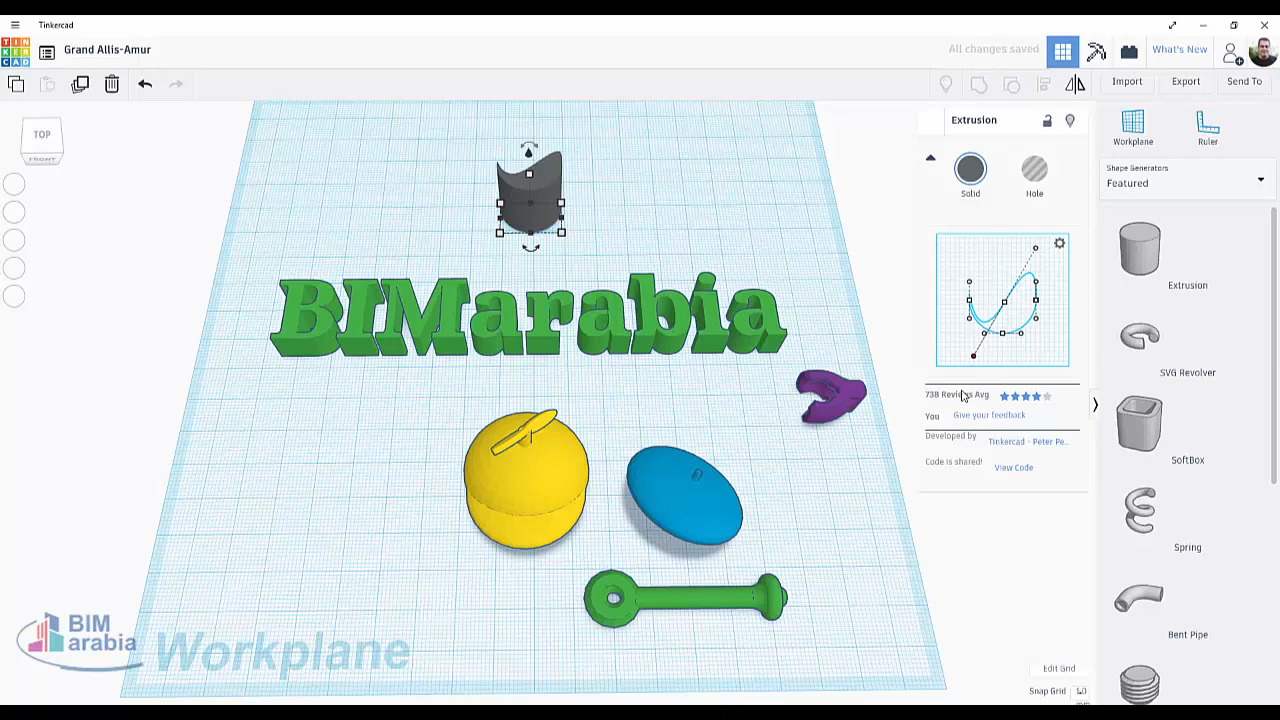 Tinkercad
TIN
KER
CAD
Grand Allis-Amur
All changes saved
What's New
Import
Export
Send To
TOP
FRONT
Extrusion
Solid
Hole
Workplane
Ruler
Shape Generators
Featured
Extrusion
SVG Revolver
SoftBox
Spring
Bent Pipe
738 Reviews Avg
You
Give your feedback
Developed by
Tinkercad - Peter Pe...
Code is shared!
View Code
BIMarabia
BIM
arabia
Workplane
Edit Grid
Snap Grid
1.0